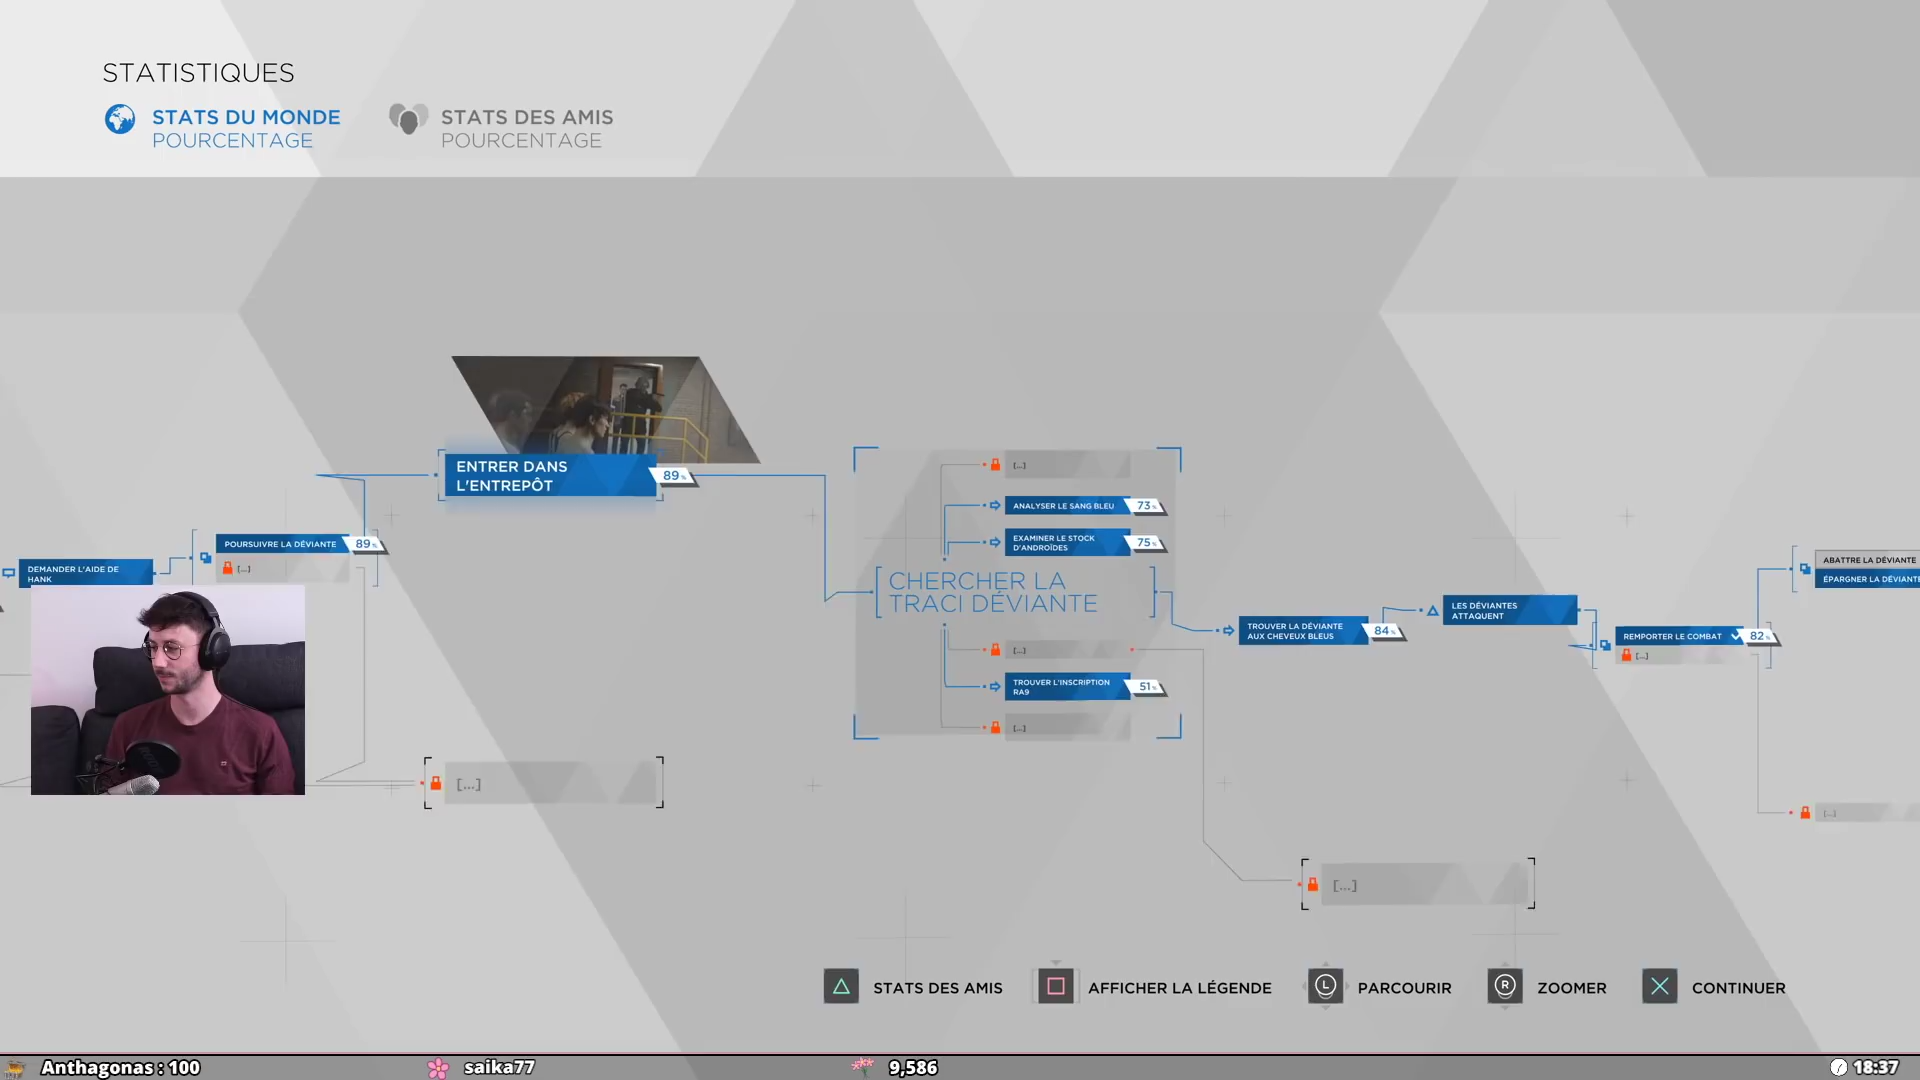 STATISTIQUES
STATS DU MONDE
POURCENTAGE
STATS DES AMIS
POURCENTAGE
DEMANDER L'AIDE DE
HANK
POURSUIVRE LA DÉVIANTE
89%
[...]
ENTRER DANS
L'ENTREPÔT
89%
[...]
[...]
ANALYSER LE SANG BLEU
73%
EXAMINER LE STOCK
D'ANDROÏDES
75%
CHERCHER LA
TRACI DÉVIANTE
[...]
TROUVER L'INSCRIPTION
RA9
51%
[...]
TROUVER LA DÉVIANTE
AUX CHEVEUX BLEUS
84%
LES DÉVIANTES
ATTAQUENT
REMPORTER LE COMBAT
82%
[...]
ABATTRE LA DÉVIANTE
ÉPARGNER LA DÉVIANTE
[...]
[...]
STATS DES AMIS
AFFICHER LA LÉGENDE
L
PARCOURIR
R
ZOOMER
CONTINUER
Anthagonas : 100
saika77
9,586
18:37